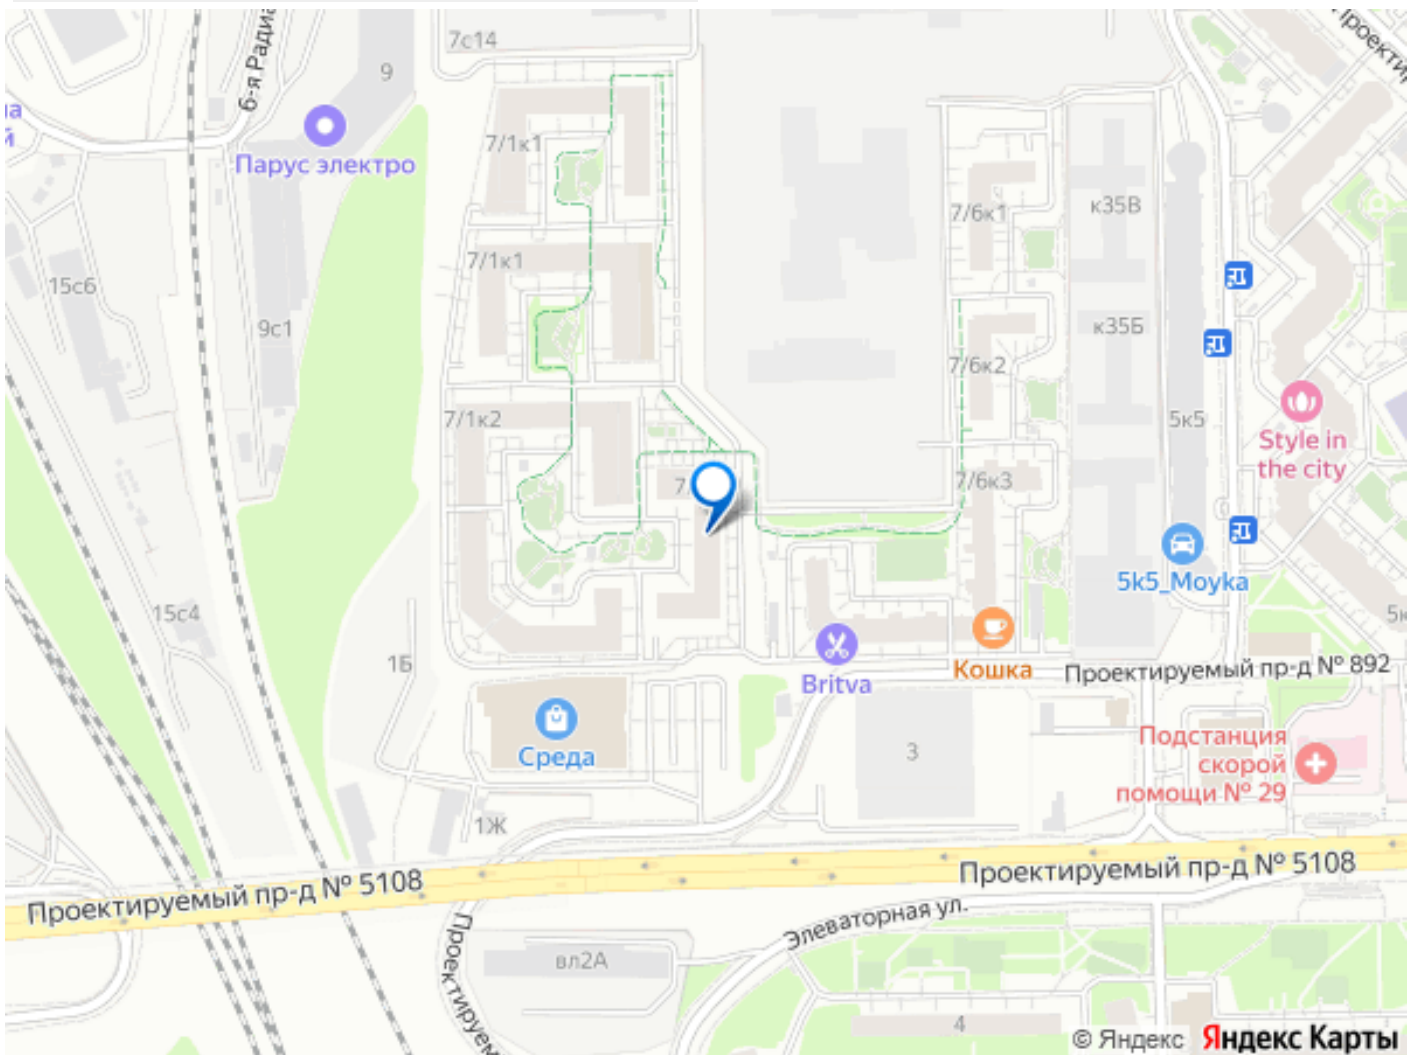 7с14
9
6-я Ради
Проекти
Парус электро
7/1к1
к35В
7/6к1
7/1к1
15с6
9с1
к35Б
7/6к2
7/1к2
5к5
Style in
the city
7/6к3
7/
5k5_Moyka
15с4
1Б
Britva
Кошка
Проектируемый пр-д № 892
Среда
3
Подстанция
скорой
помощи № 29
1Ж
Проектируемый пр-д № 5108
Проектируемый пр-д № 5108
Элеваторная ул.
Проектируем
вл2А
4
© Яндекс Яндекс Карты